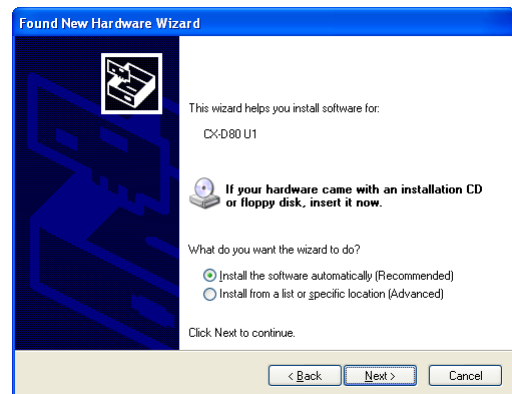 Found New Hardware Wizard
This wizard helps you install software for:
CX-D80 U1
If your hardware came with an installation CD
or floppy disk, insert it now.
What do you want the wizard to do?
Install the software automatically (Recommended)
Install from a list or specific location (Advanced)
Click Next to continue.
< Back
Next >
Cancel